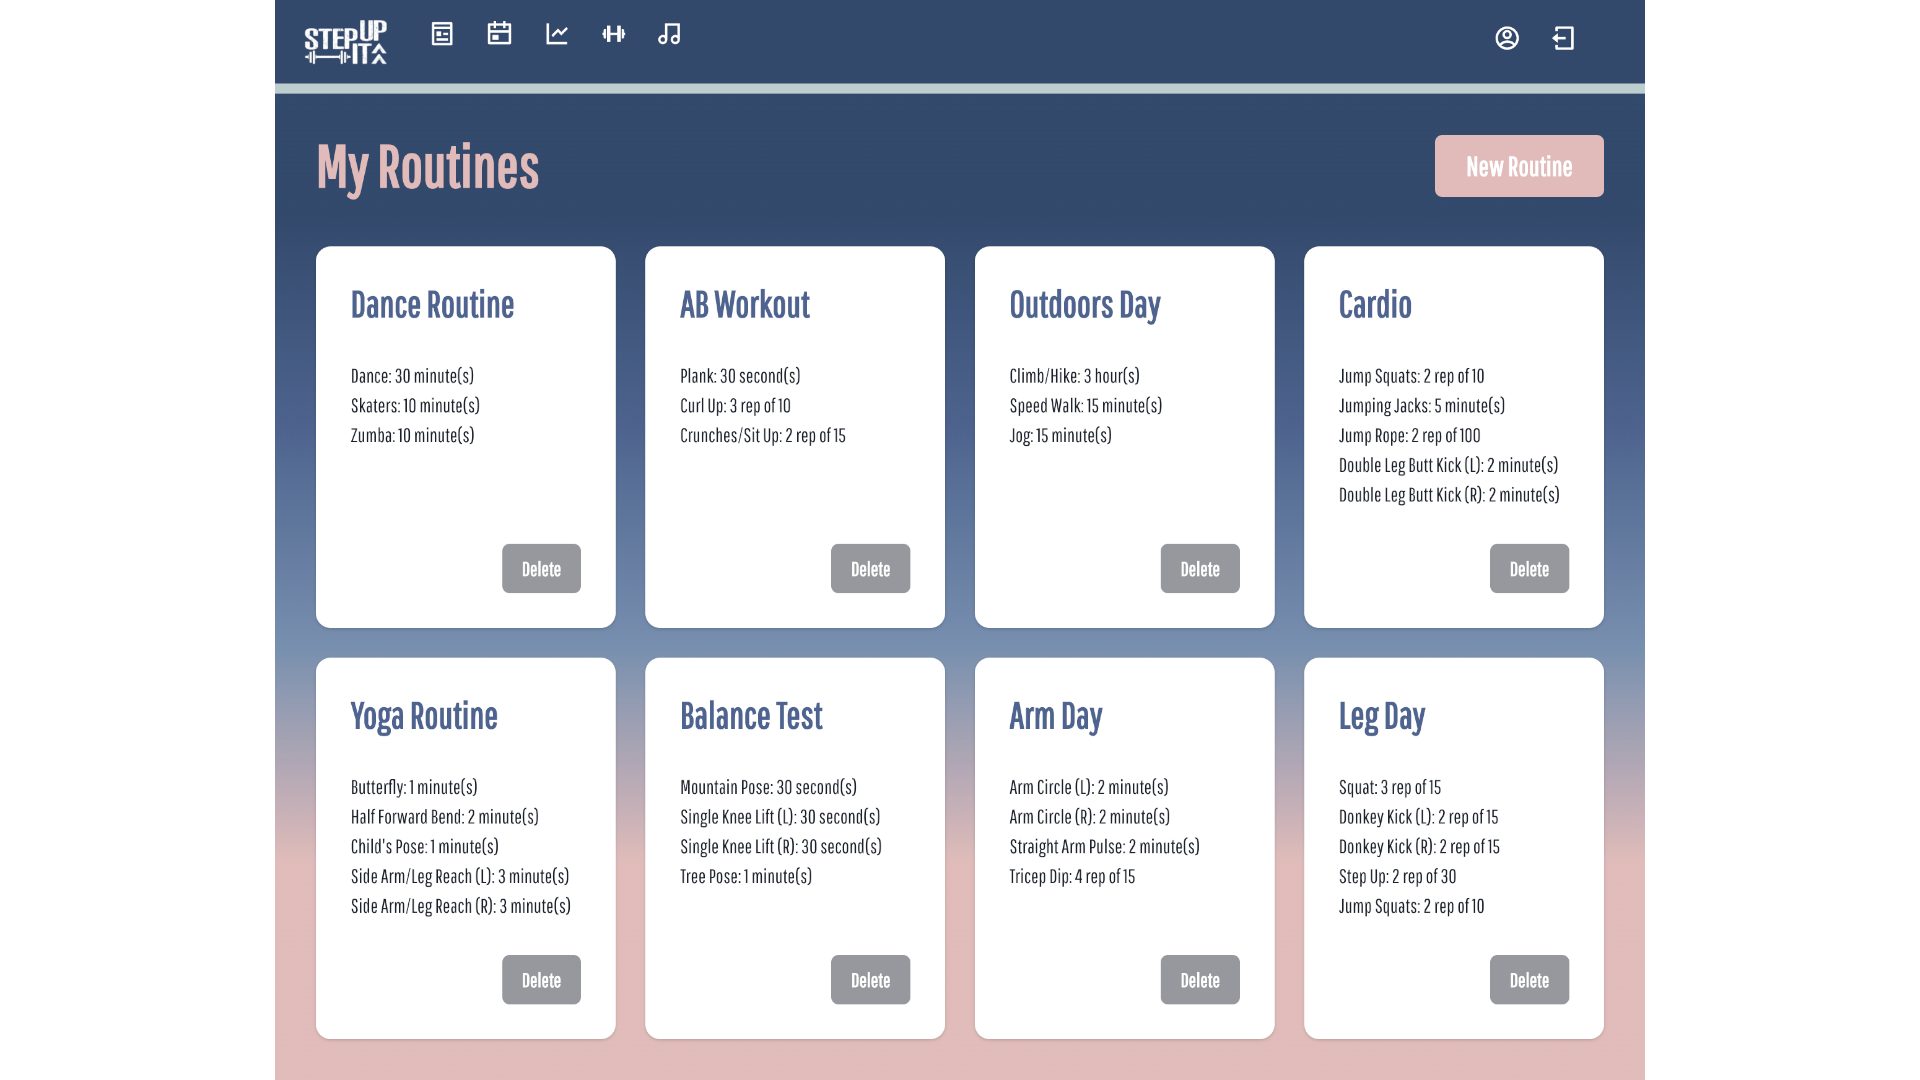 STEP UP
IT
My Routines
New Routine
Dance Routine
Dance: 30 minute(s)
Skaters: 10 minute(s)
Zumba: 10 minute(s)
Delete
AB Workout
Plank: 30 second(s)
Curl Up: 3 rep of 10
Crunches/Sit Up: 2 rep of 15
Delete
Outdoors Day
Climb/Hike: 3 hour(s)
Speed Walk: 15 minute(s)
Jog: 15 minute(s)
Delete
Cardio
Jump Squats: 2 rep of 10
Jumping Jacks: 5 minute(s)
Jump Rope: 2 rep of 100
Double Leg Butt Kick (L): 2 minute(s)
Double Leg Butt Kick (R): 2 minute(s)
Delete
Yoga Routine
Butterfly: 1 minute(s)
Half Forward Bend: 2 minute(s)
Child's Pose: 1 minute(s)
Side Arm/Leg Reach (L): 3 minute(s)
Side Arm/Leg Reach (R): 3 minute(s)
Delete
Balance Test
Mountain Pose: 30 second(s)
Single Knee Lift (L): 30 second(s)
Single Knee Lift (R): 30 second(s)
Tree Pose: 1 minute(s)
Delete
Arm Day
Arm Circle (L): 2 minute(s)
Arm Circle (R): 2 minute(s)
Straight Arm Pulse: 2 minute(s)
Tricep Dip: 4 rep of 15
Delete
Leg Day
Squat: 3 rep of 15
Donkey Kick (L): 2 rep of 15
Donkey Kick (R): 2 rep of 15
Step Up: 2 rep of 30
Jump Squats: 2 rep of 10
Delete